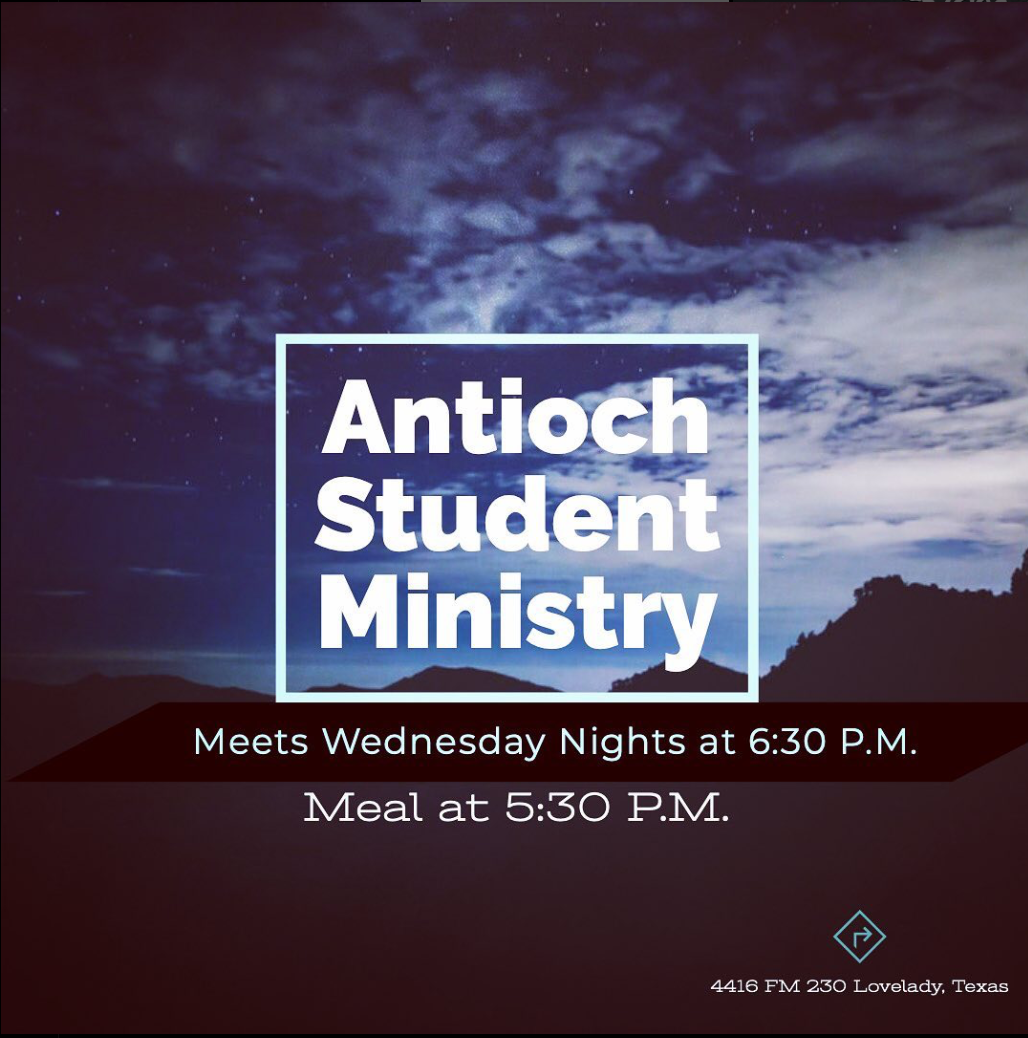 Antioch
Student
Ministry
Meets Wednesday Nights at 6:30 P.M.
Meal at 5:30 P.M.
4416 FM 230 Lovelady, Texas